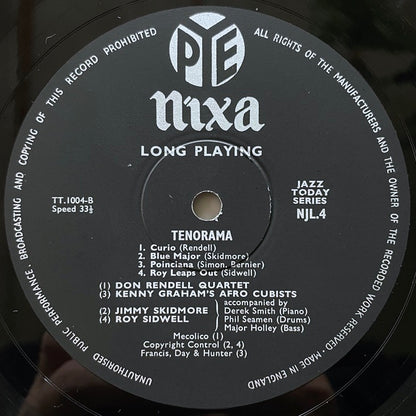 UNAUTHORISED PUBLIC PERFORMANCE, BROADCASTING AND COPYING OF THIS RECORD PROHIBITED
ALL RIGHTS OF THE MANUFACTURERS AND THE OWNER OF THE RECORDED WORK RESERVED · MADE IN ENGLAND
PYE
nixa
LONG PLAYING
TT.1004-B
Speed 33⅓
JAZZ
TODAY
SERIES
NJL.4
TENORAMA
1. Curio (Rendell)
2. Blue Major (Skidmore)
3. Poinciana (Simon. Bernier)
4. Roy Leaps Out (Sidwell)
(1) DON RENDELL QUARTET
(3) KENNY GRAHAM'S AFRO CUBISTS
(2) JIMMY SKIDMORE
(4) ROY SIDWELL
accompanied by
Derek Smith (Piano)
Phil Seamen (Drums)
Major Holley (Bass)
Mecolico (1)
Copyright Control (2, 4)
Francis, Day & Hunter (3)